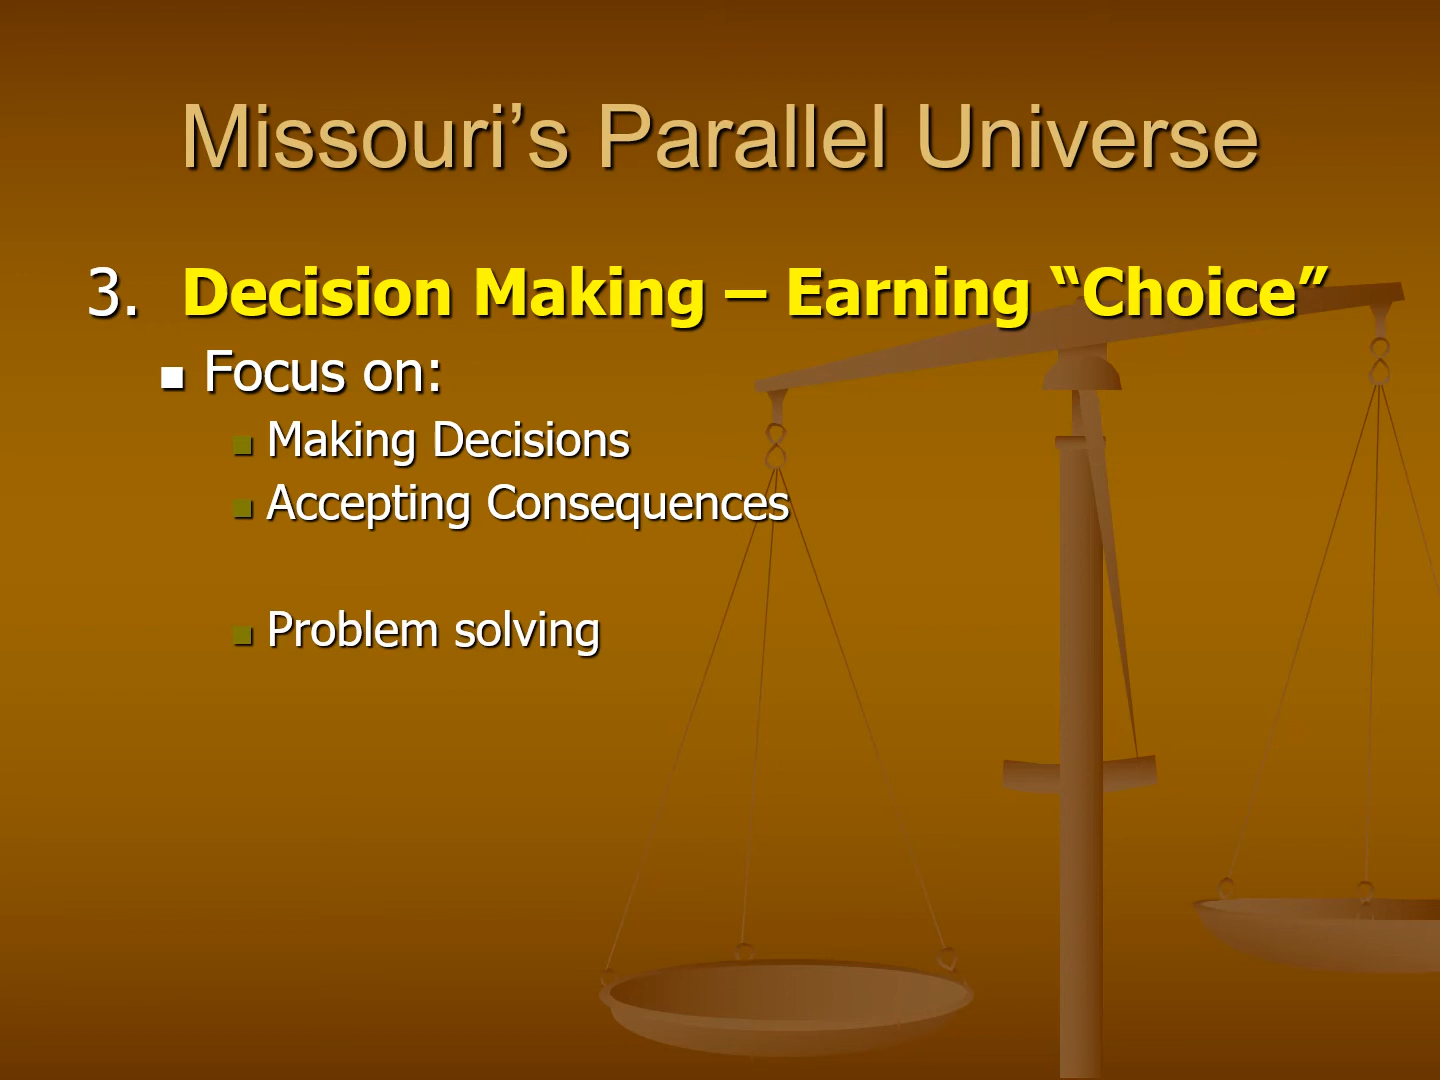 Missouri’s Parallel Universe
3. Decision Making – Earning “Choice”
Focus on:
Making Decisions
Accepting Consequences
Problem solving